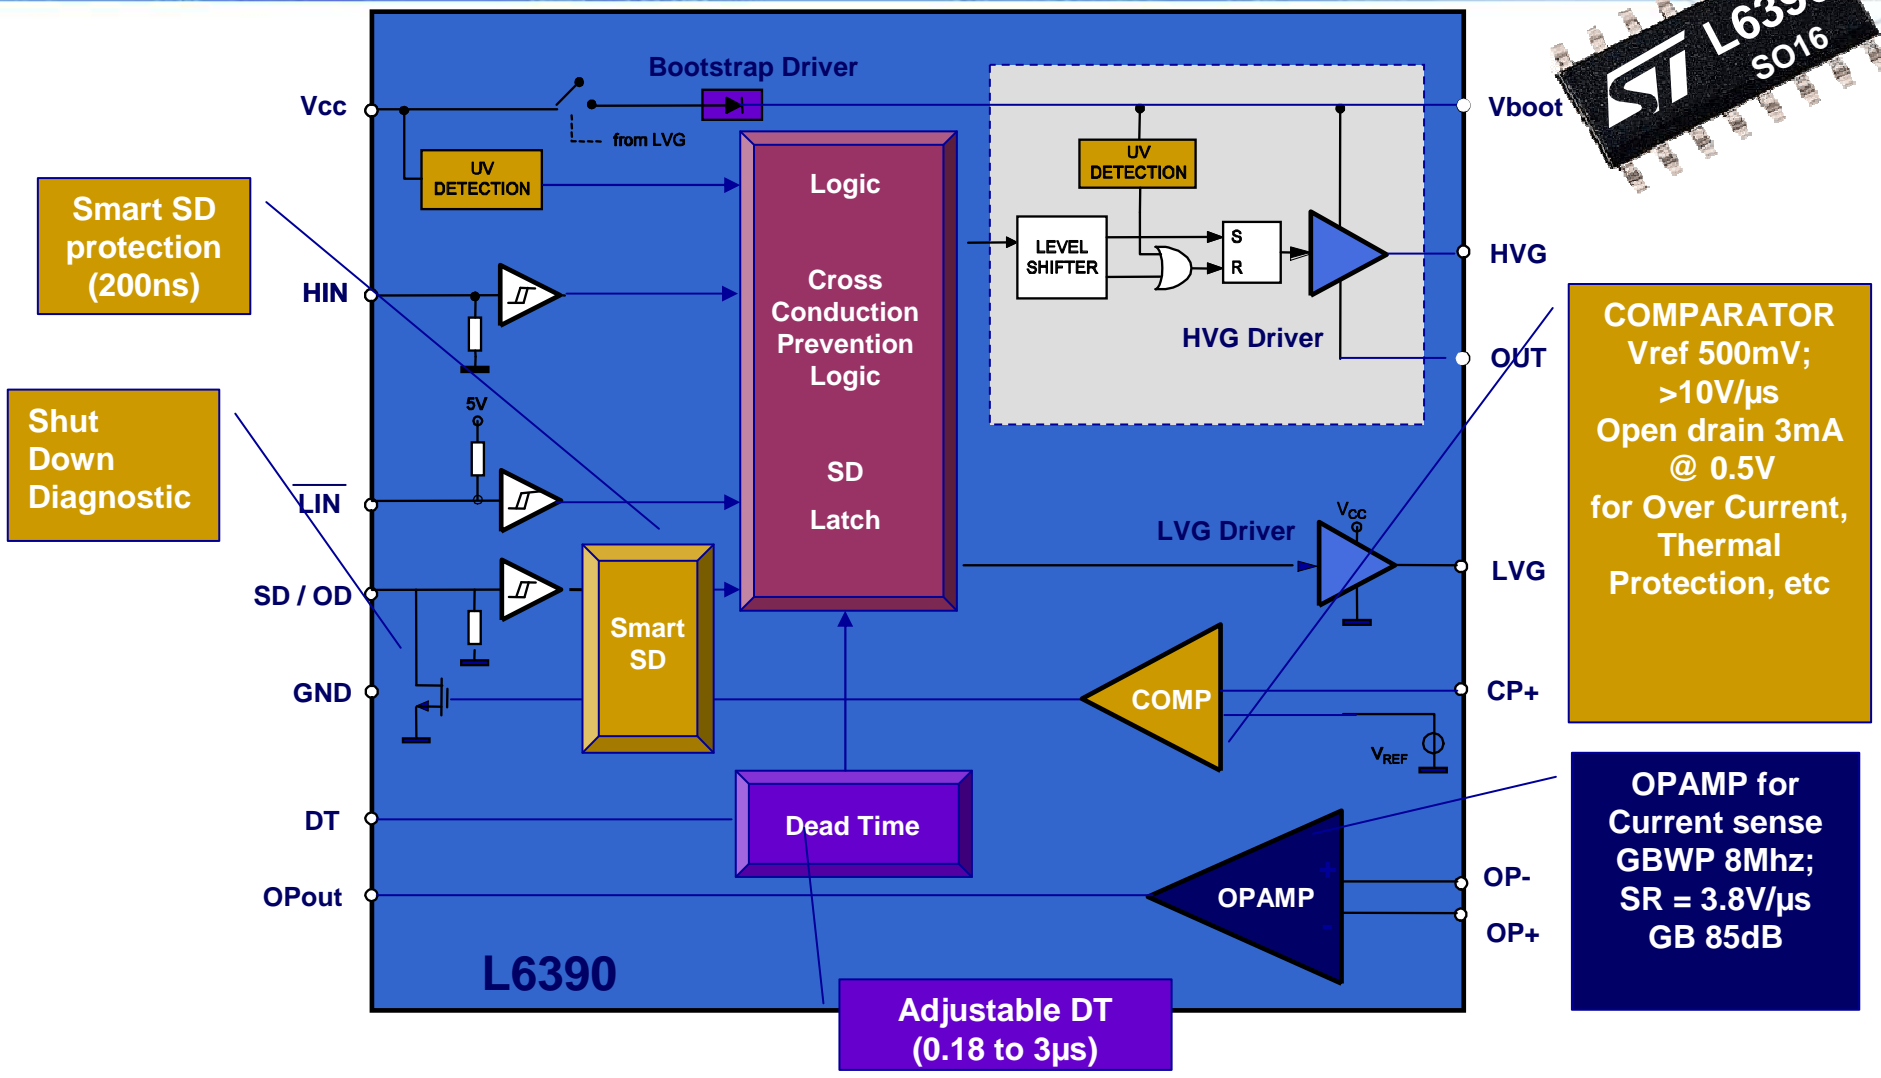 L6390
SO16
ST
Bootstrap Driver
Vcc
from LVG
Vboot
UV
DETECTION
UV
DETECTION
Smart SD
protection
(200ns)
Logic
Cross
Conduction
Prevention
Logic
SD
Latch
LEVEL
SHIFTER
S
R
HVG
HIN
HVG Driver
OUT
COMPARATOR
Vref 500mV;
>10V/µs
Open drain 3mA
@ 0.5V
for Over Current,
Thermal
Protection, etc
Shut
Down
Diagnostic
5V
LIN
VCC
LVG Driver
LVG
SD / OD
Smart
SD
GND
COMP
CP+
VREF
DT
Dead Time
OPAMP for
Current sense
GBWP 8Mhz;
SR = 3.8V/µs
GB 85dB
OPout
+
OPAMP
-
OP-
OP+
L6390
Adjustable DT
(0.18 to 3µs)